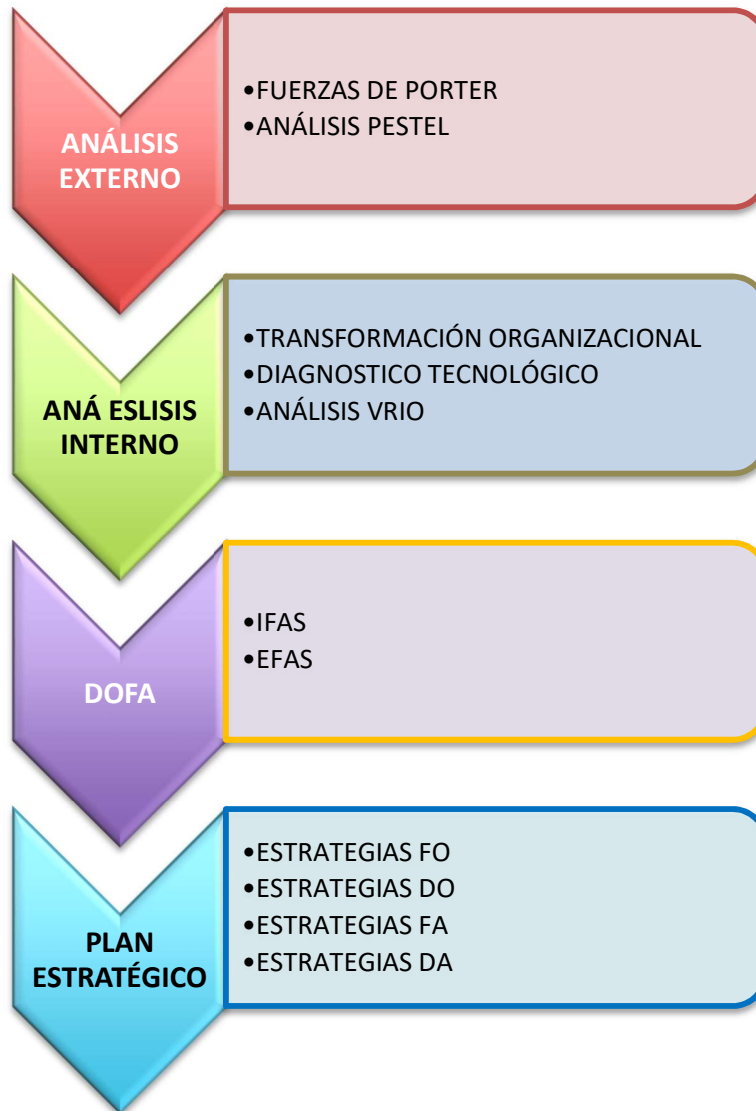 ANÁLISIS
EXTERNO
•FUERZAS DE PORTER
•ANÁLISIS PESTEL
ANÁ ESLISIS
INTERNO
•TRANSFORMACIÓN ORGANIZACIONAL
•DIAGNOSTICO TECNOLÓGICO
•ANÁLISIS VRIO
DOFA
•IFAS
•EFAS
PLAN
ESTRATÉGICO
•ESTRATEGIAS FO
•ESTRATEGIAS DO
•ESTRATEGIAS FA
•ESTRATEGIAS DA